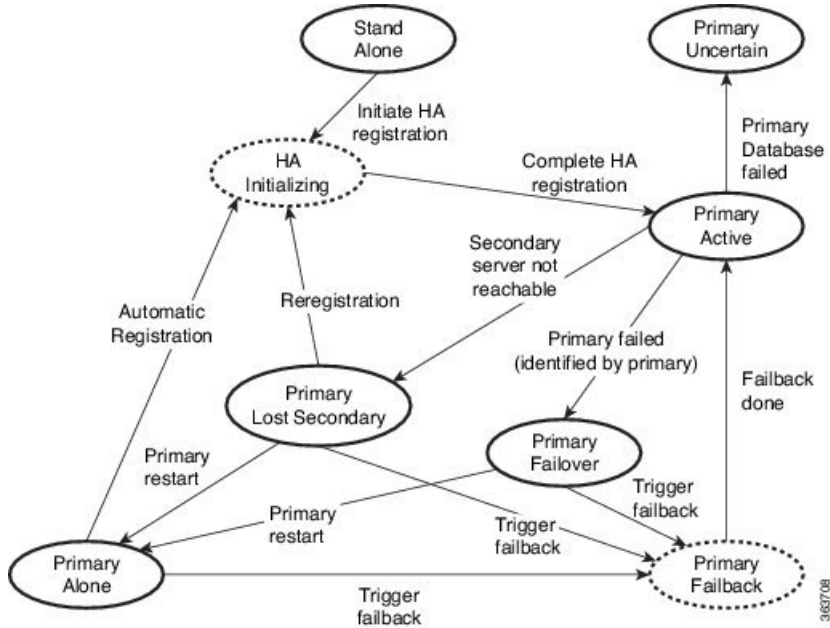 Stand
Alone
Primary
Uncertain
Initiate HA
registration
Primary
Database
failed
HA
Initializing
Complete HA
registration
Primary
Active
Secondary
server not
reachable
Automatic
Registration
Reregistration
Primary failed
(identified by primary)
Failback
done
Primary
Lost Secondary
Primary
Failover
Primary
restart
Primary
restart
Trigger
failback
Trigger
failback
Primary
Alone
Primary
Failback
Trigger
failback
363708